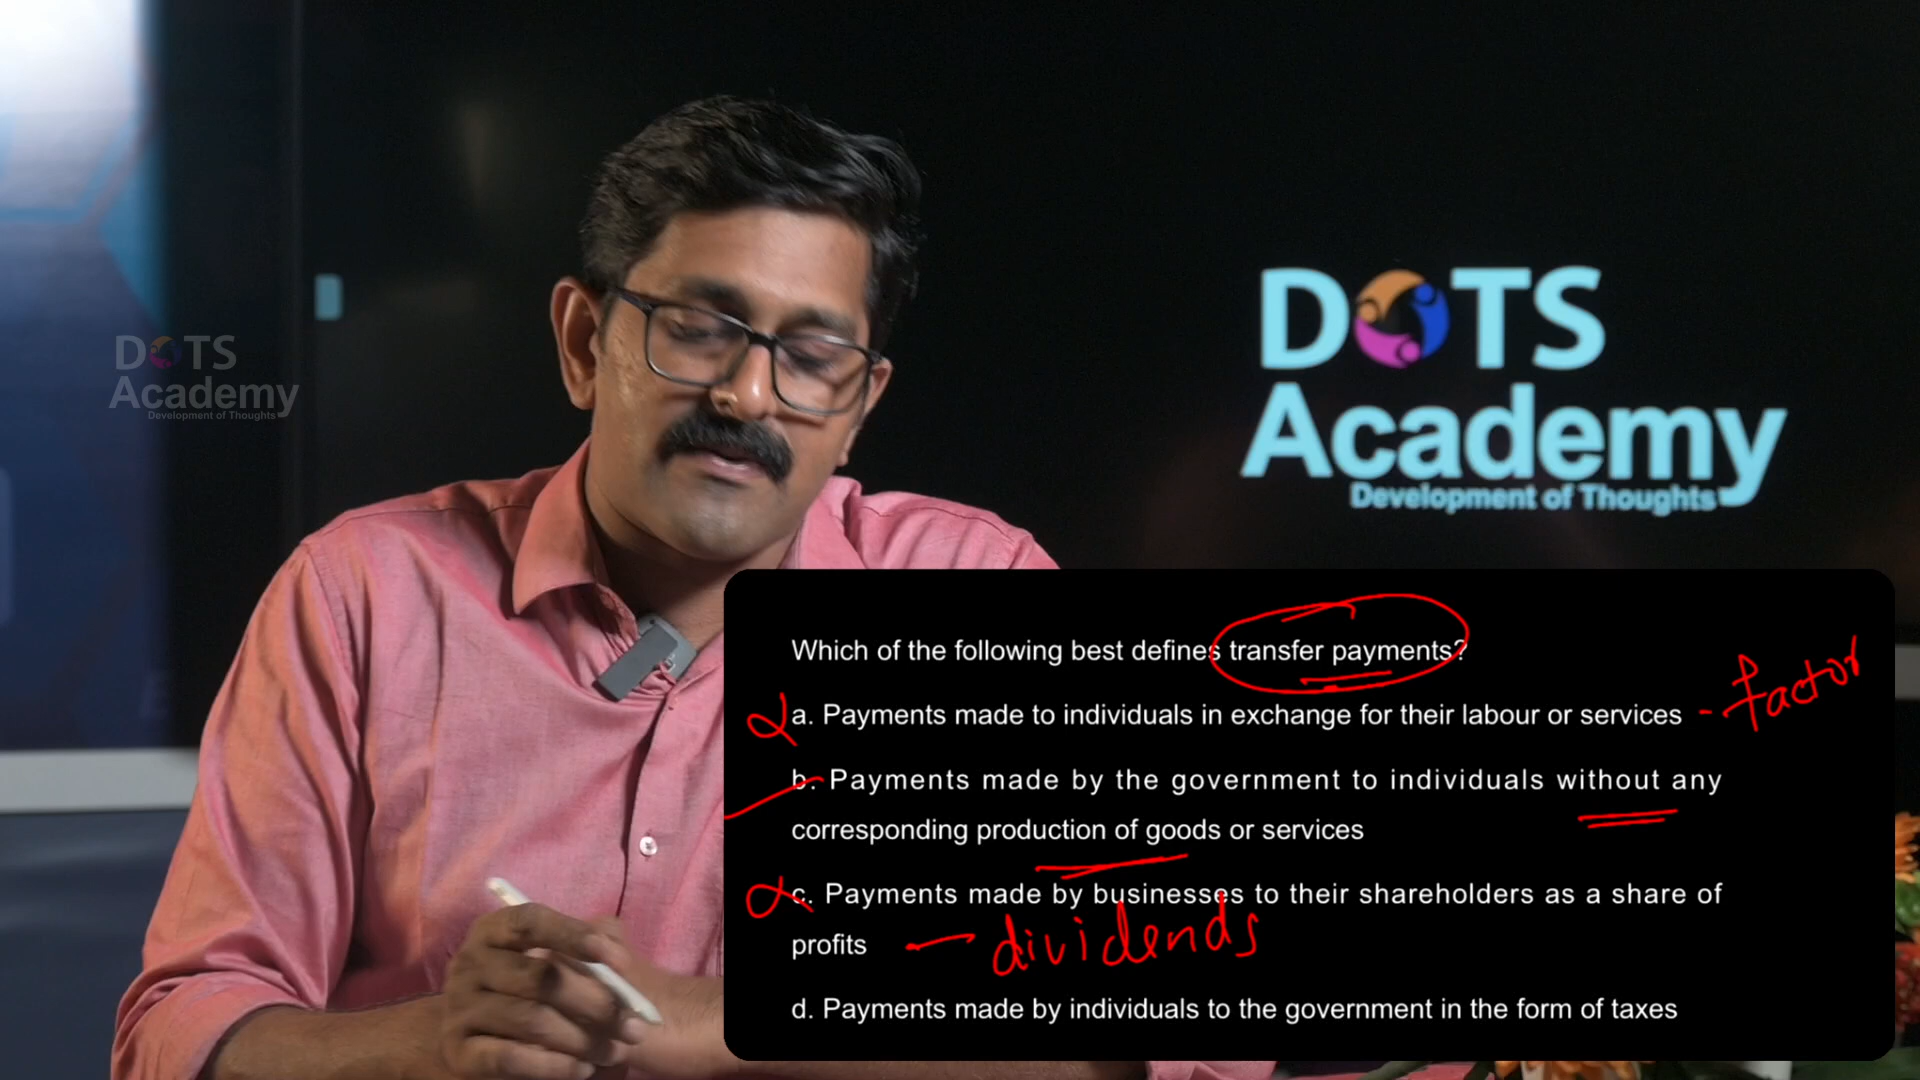 DOTS
Academy
Development of Thoughts
DOTS
Academy
Development of Thoughts
Which of the following best defines transfer payments?
a. Payments made to individuals in exchange for their labour or services - factor
b. Payments made by the government to individuals without any
corresponding production of goods or services
c. Payments made by businesses to their shareholders as a share of
profits - dividends
d. Payments made by individuals to the government in the form of taxes